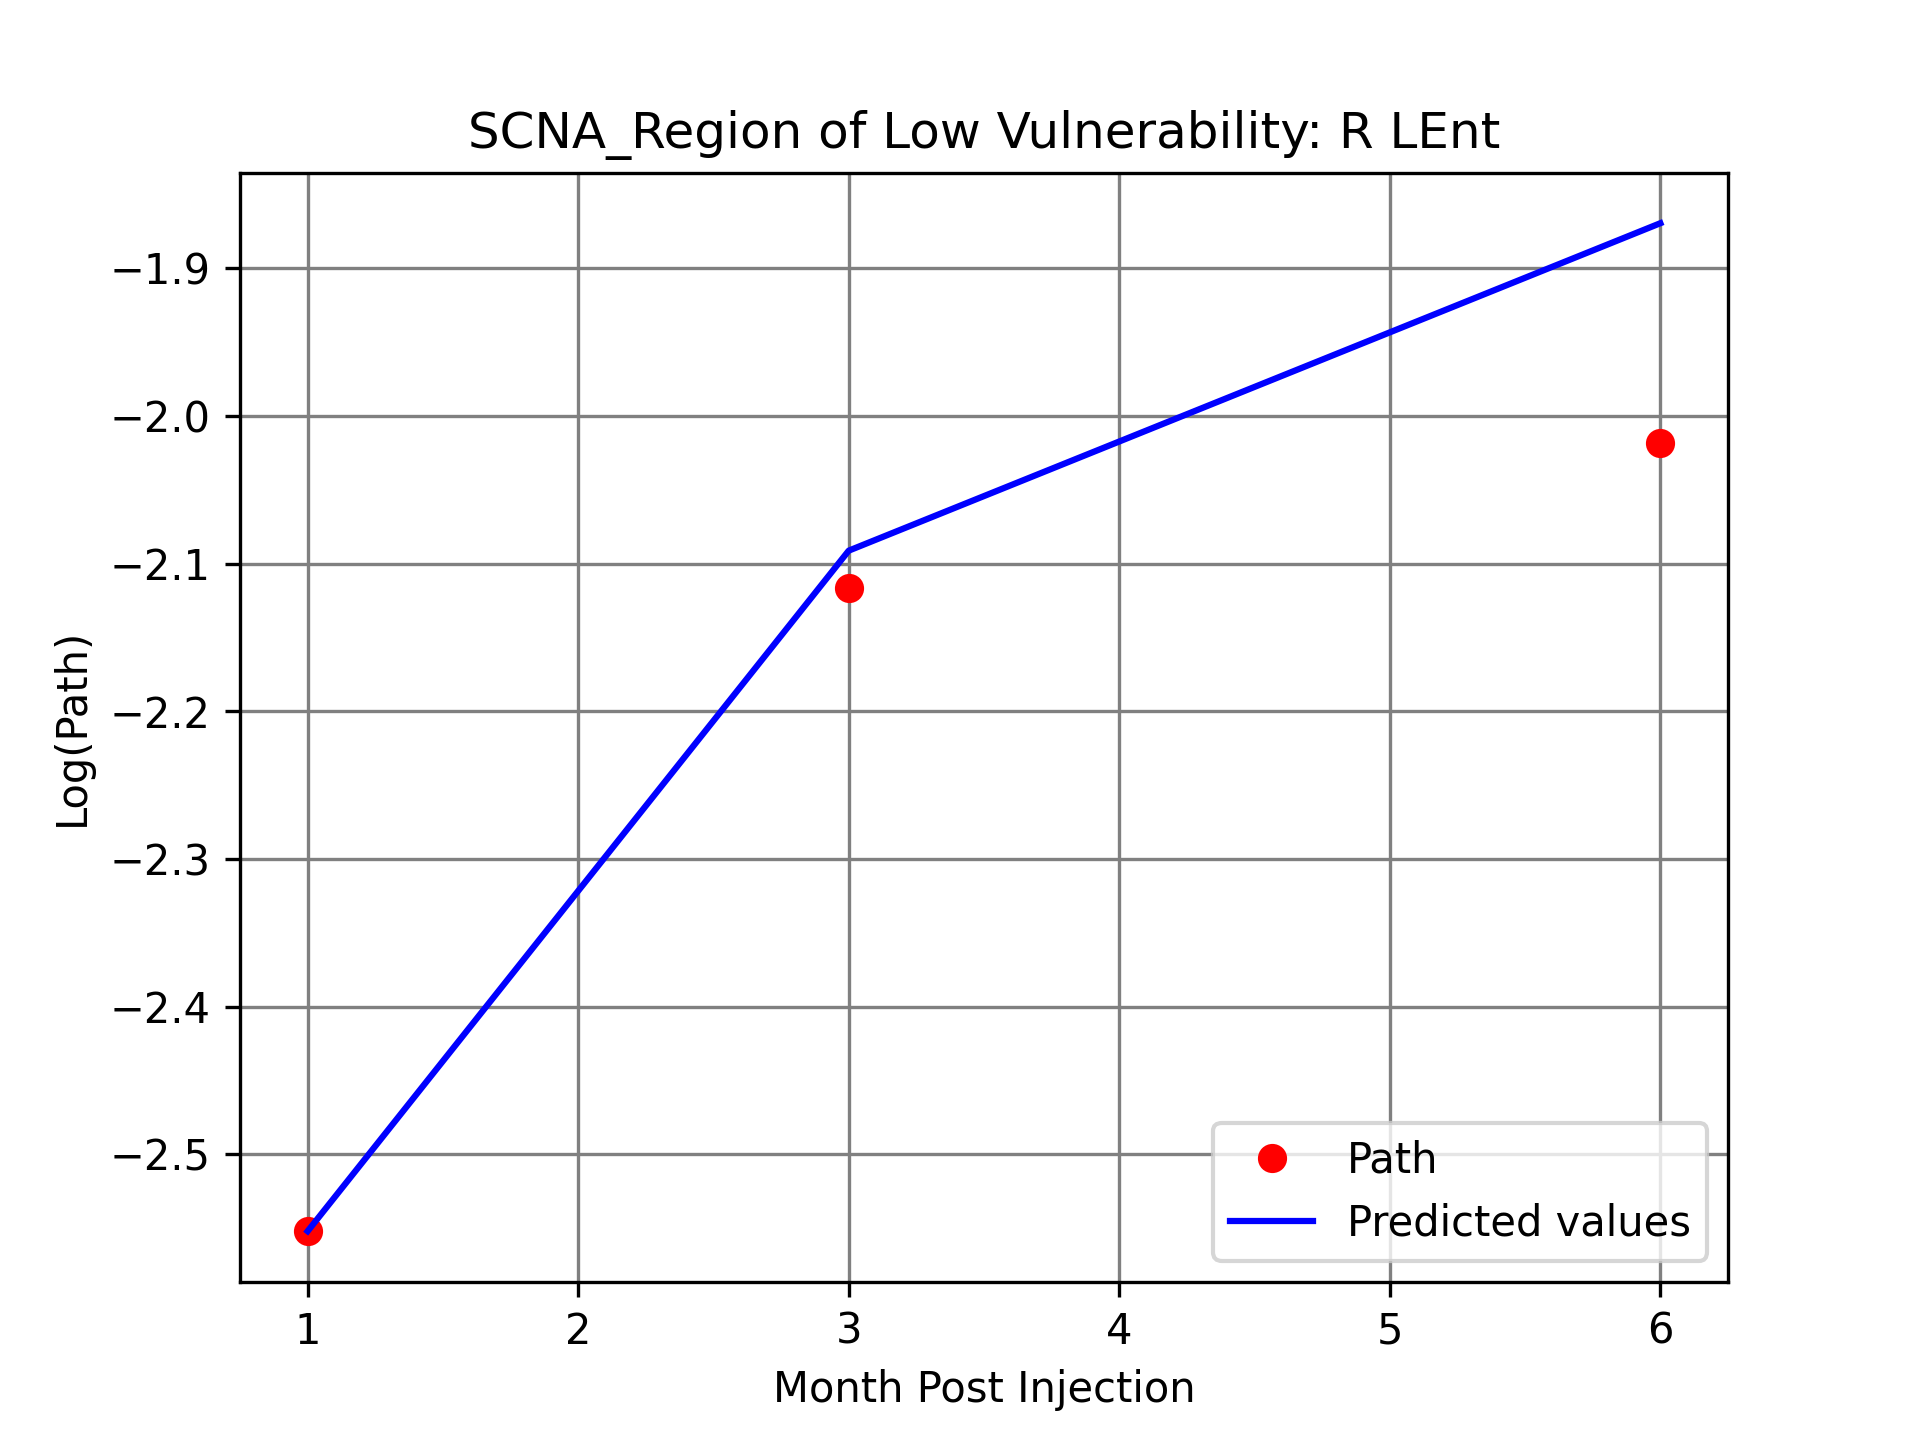 SCNA_Region of Low Vulnerability: R LEnt
−1.9
−2.0
−2.1
−2.2
−2.3
−2.4
−2.5
Log(Path)
Path
Predicted values
1 2 3 4 5 6
Month Post Injection